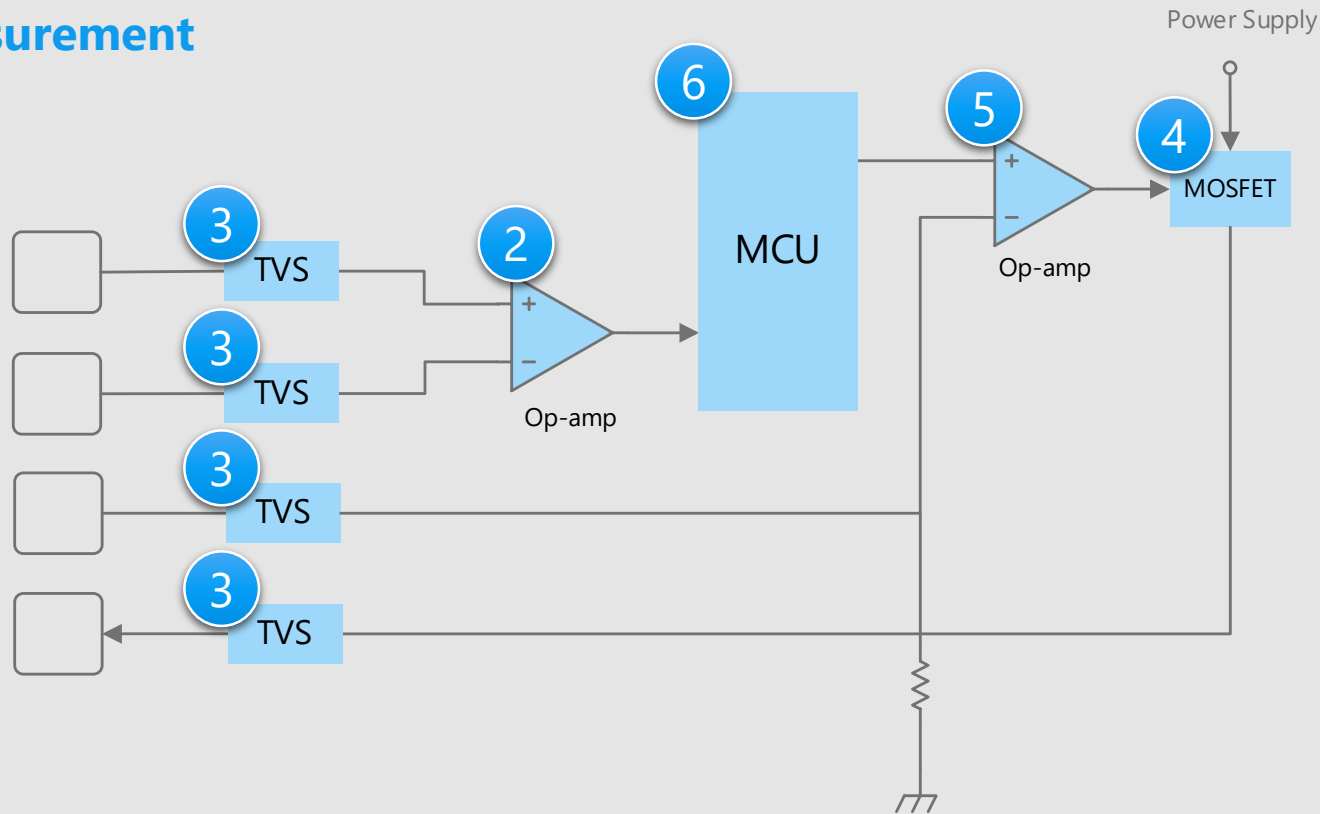 surement
Power Supply
6
5
4
MOSFET
+
−
MCU
Op-amp
3
TVS
2
+
−
Op-amp
3
TVS
3
TVS
3
TVS